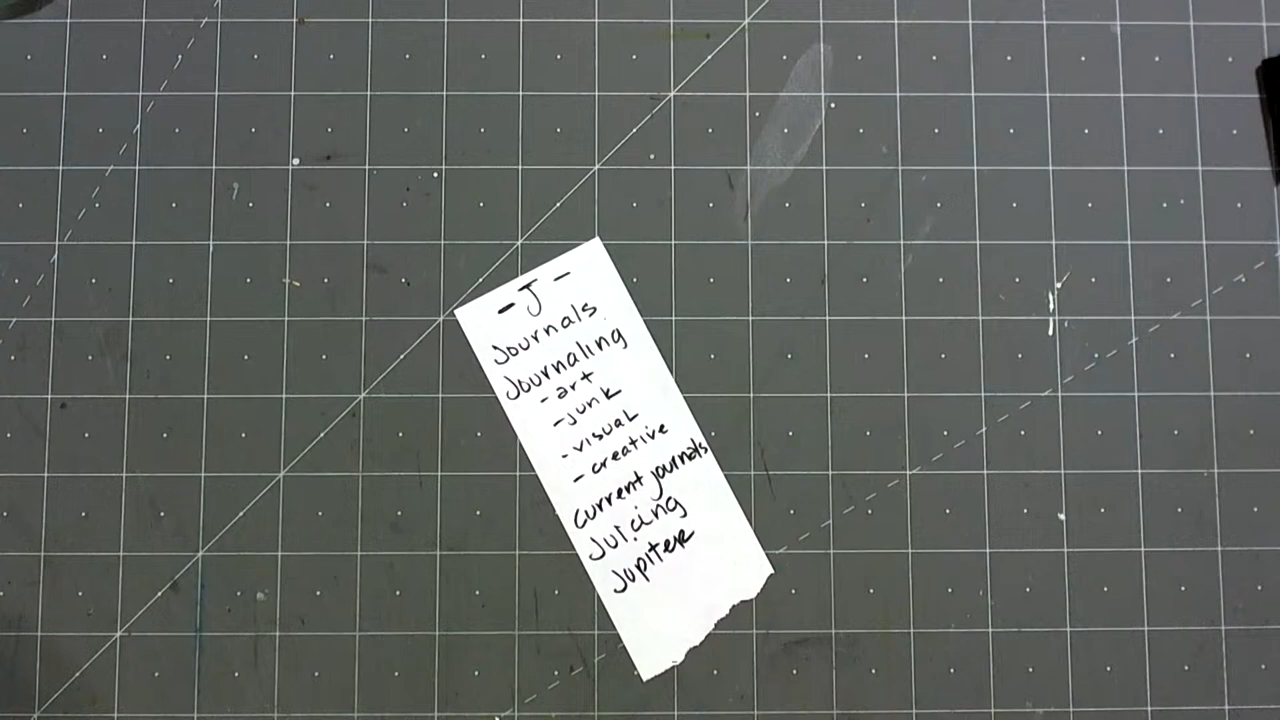 - J -
Journals
Journaling
- art
- junk
- visual
- creative
current journals
Juicing
Jupiter